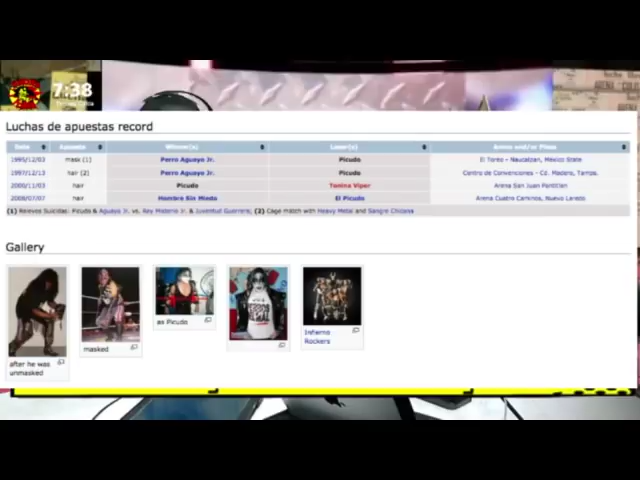 7:38
Luchas de apuestas record
Date Apuesta Winner(s) Loser(s) Arena and/or Place
1995/12/03 mask (1) Perro Aguayo Jr. Picudo El Toreo - Naucalpan, México State
1997/12/13 hair (2) Perro Aguayo Jr. Picudo Centro de Convenciones - Cd. Madero, Tamps.
2000/11/03 hair Picudo Tonina Viper Arena San Juan Pantitlan
2008/07/07 hair Hombre Sin Miedo El Picudo Arena Cuatro Caminos, Nuevo Laredo
(1) Relevos Suicidas: Picudo & Aguayo Jr. vs. Rey Misterio Jr. & Juventud Guerrera; (2) Cage match with Heavy Metal and Sangre Chicana
Gallery
after he was
unmasked
masked
as Picudo
Infierno
Rockers